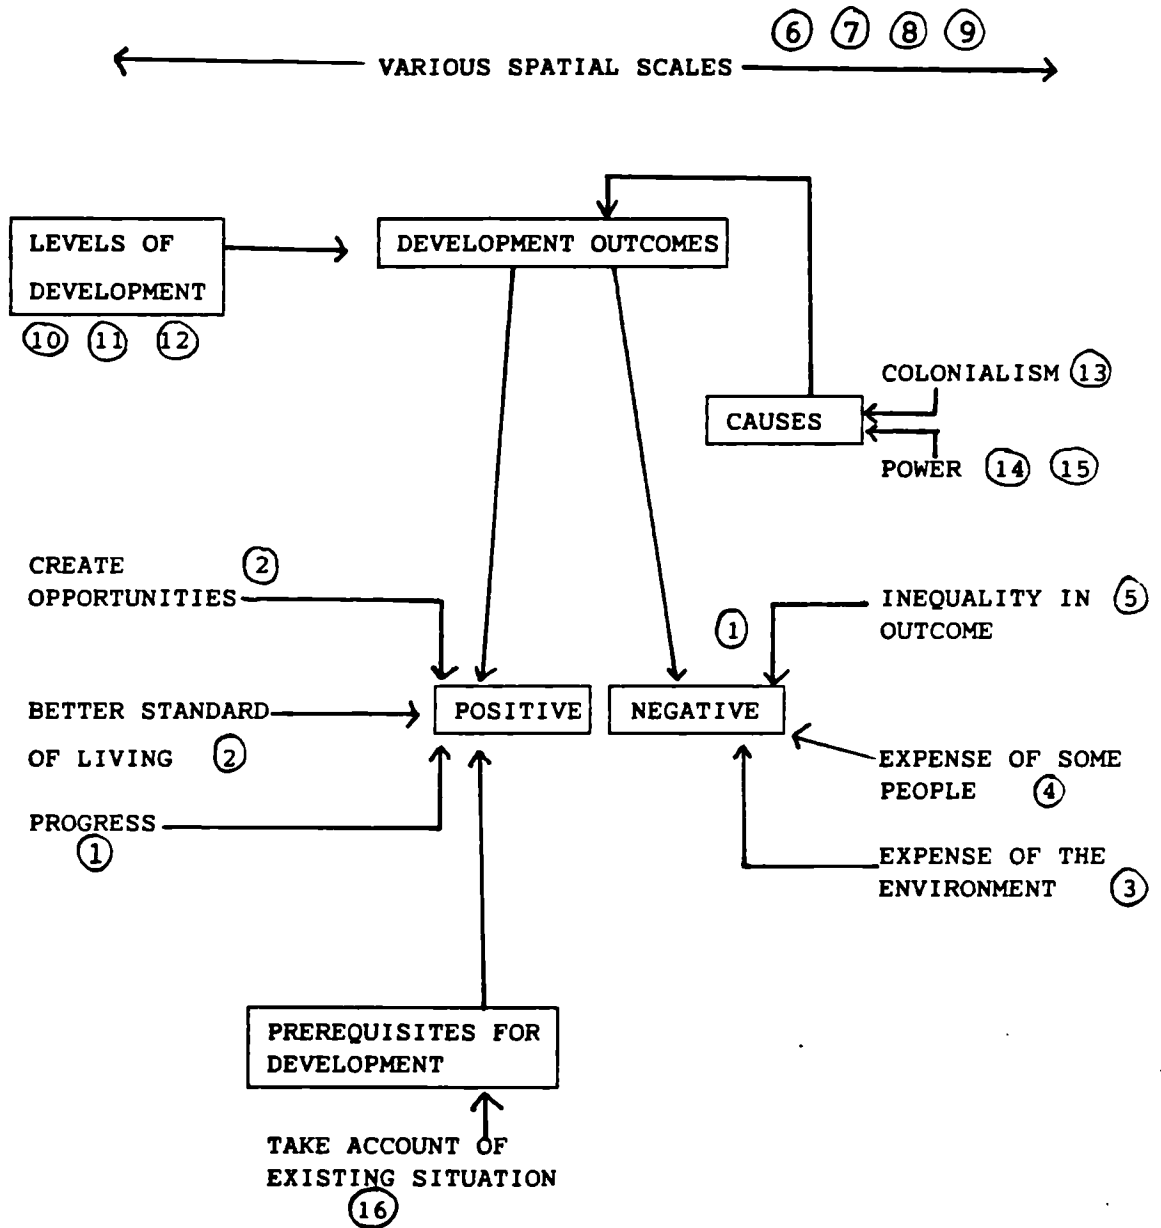 6 7 8 9
VARIOUS SPATIAL SCALES
LEVELS OF
DEVELOPMENT
10 11 12
DEVELOPMENT OUTCOMES
COLONIALISM 13
CAUSES
POWER 14 15
CREATE 2
OPPORTUNITIES
1
INEQUALITY IN 5
OUTCOME
BETTER STANDARD
OF LIVING 2
POSITIVE
NEGATIVE
EXPENSE OF SOME
PEOPLE 4
PROGRESS
1
EXPENSE OF THE
ENVIRONMENT 3
PREREQUISITES FOR
DEVELOPMENT
TAKE ACCOUNT OF
EXISTING SITUATION
16